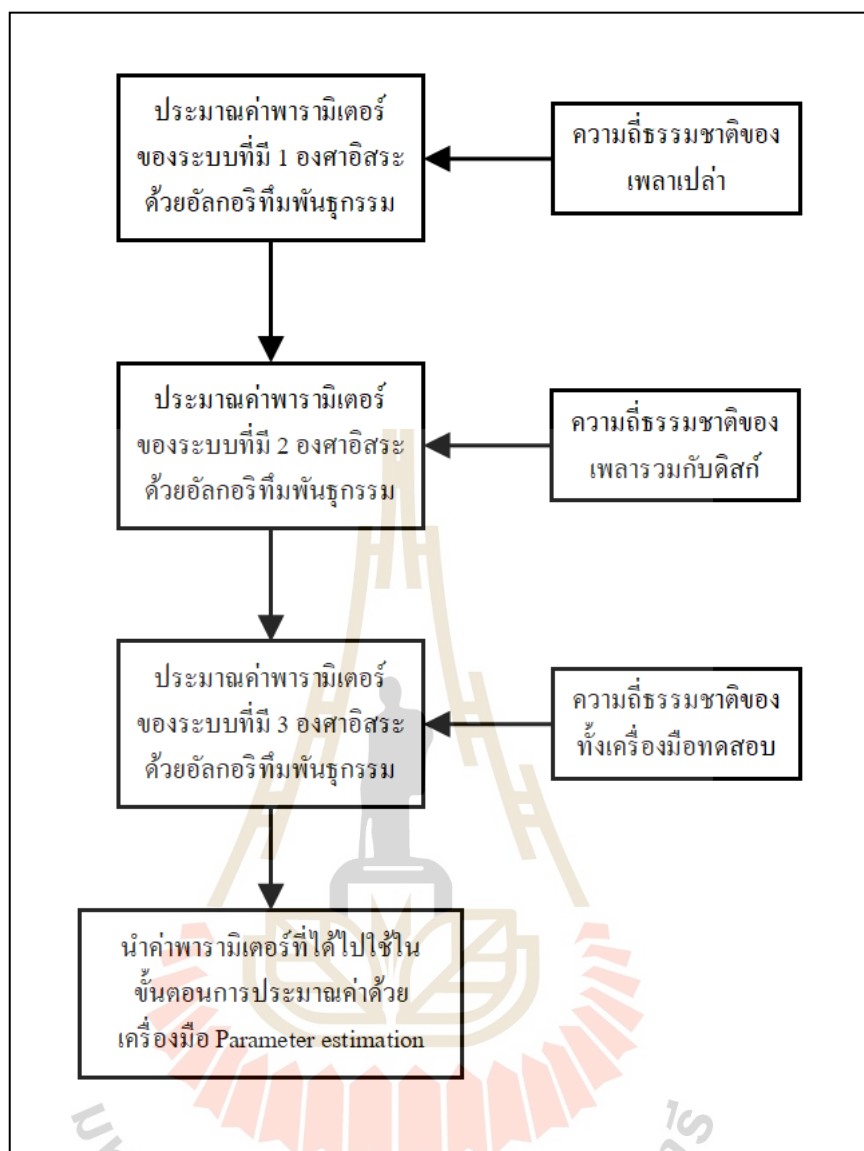 ประมาณค่าพารามิเตอร์
ของระบบที่มี 1 องศาอิสระ
ด้วยอัลกอริทึมพันธุกรรม
ความถี่ธรรมชาติของ
เพลาเปล่า
ประมาณค่าพารามิเตอร์
ของระบบที่มี 2 องศาอิสระ
ด้วยอัลกอริทึมพันธุกรรม
ความถี่ธรรมชาติของ
เพลารวมกับดิสก์
ประมาณค่าพารามิเตอร์
ของระบบที่มี 3 องศาอิสระ
ด้วยอัลกอริทึมพันธุกรรม
ความถี่ธรรมชาติของ
ทั้งเครื่องมือทดสอบ
นำค่าพารามิเตอร์ที่ได้ไปใช้ใน
ขั้นตอนการประมาณค่าด้วย
เครื่องมือ Parameter estimation